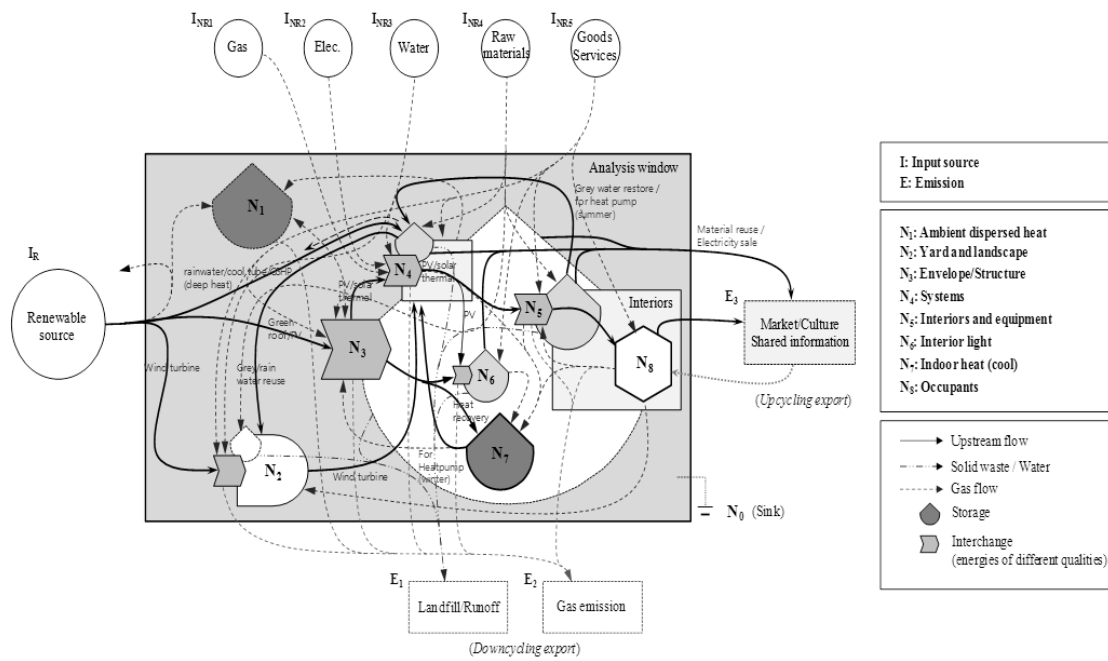 I_NR1
I_NR2
I_NR3
I_NR4
I_NR5
Gas
Elec.
Water
Raw
materials
Goods
Services
Analysis window
Grey water restore /
for heat pump
(summer)
Material reuse /
Electricity sale
N₁
I_R
Renewable
source
rainwater/cool tube/GSHP
(deep heat)
PV/solar
thermal
N₄
PV/solar
thermal
Green
roof/PV
PV
N₅
Interiors
E₃
Market/Culture
Shared information
(Upcycling export)
N₃
N₆
N₈
Wind turbine
Grey/rain
water reuse
Heat
recovery
N₇
N₂
Wind turbine
For
Heatpump
(winter)
N₀ (Sink)
E₁
Landfill/Runoff
E₂
Gas emission
(Downcycling export)
I: Input source
E: Emission
N₁: Ambient dispersed heat
N₂: Yard and landscape
N₃: Envelope/Structure
N₄: Systems
N₅: Interiors and equipment
N₆: Interior light
N₇: Indoor heat (cool)
N₈: Occupants
Upstream flow
Solid waste / Water
Gas flow
Storage
Interchange
(energies of different qualities)